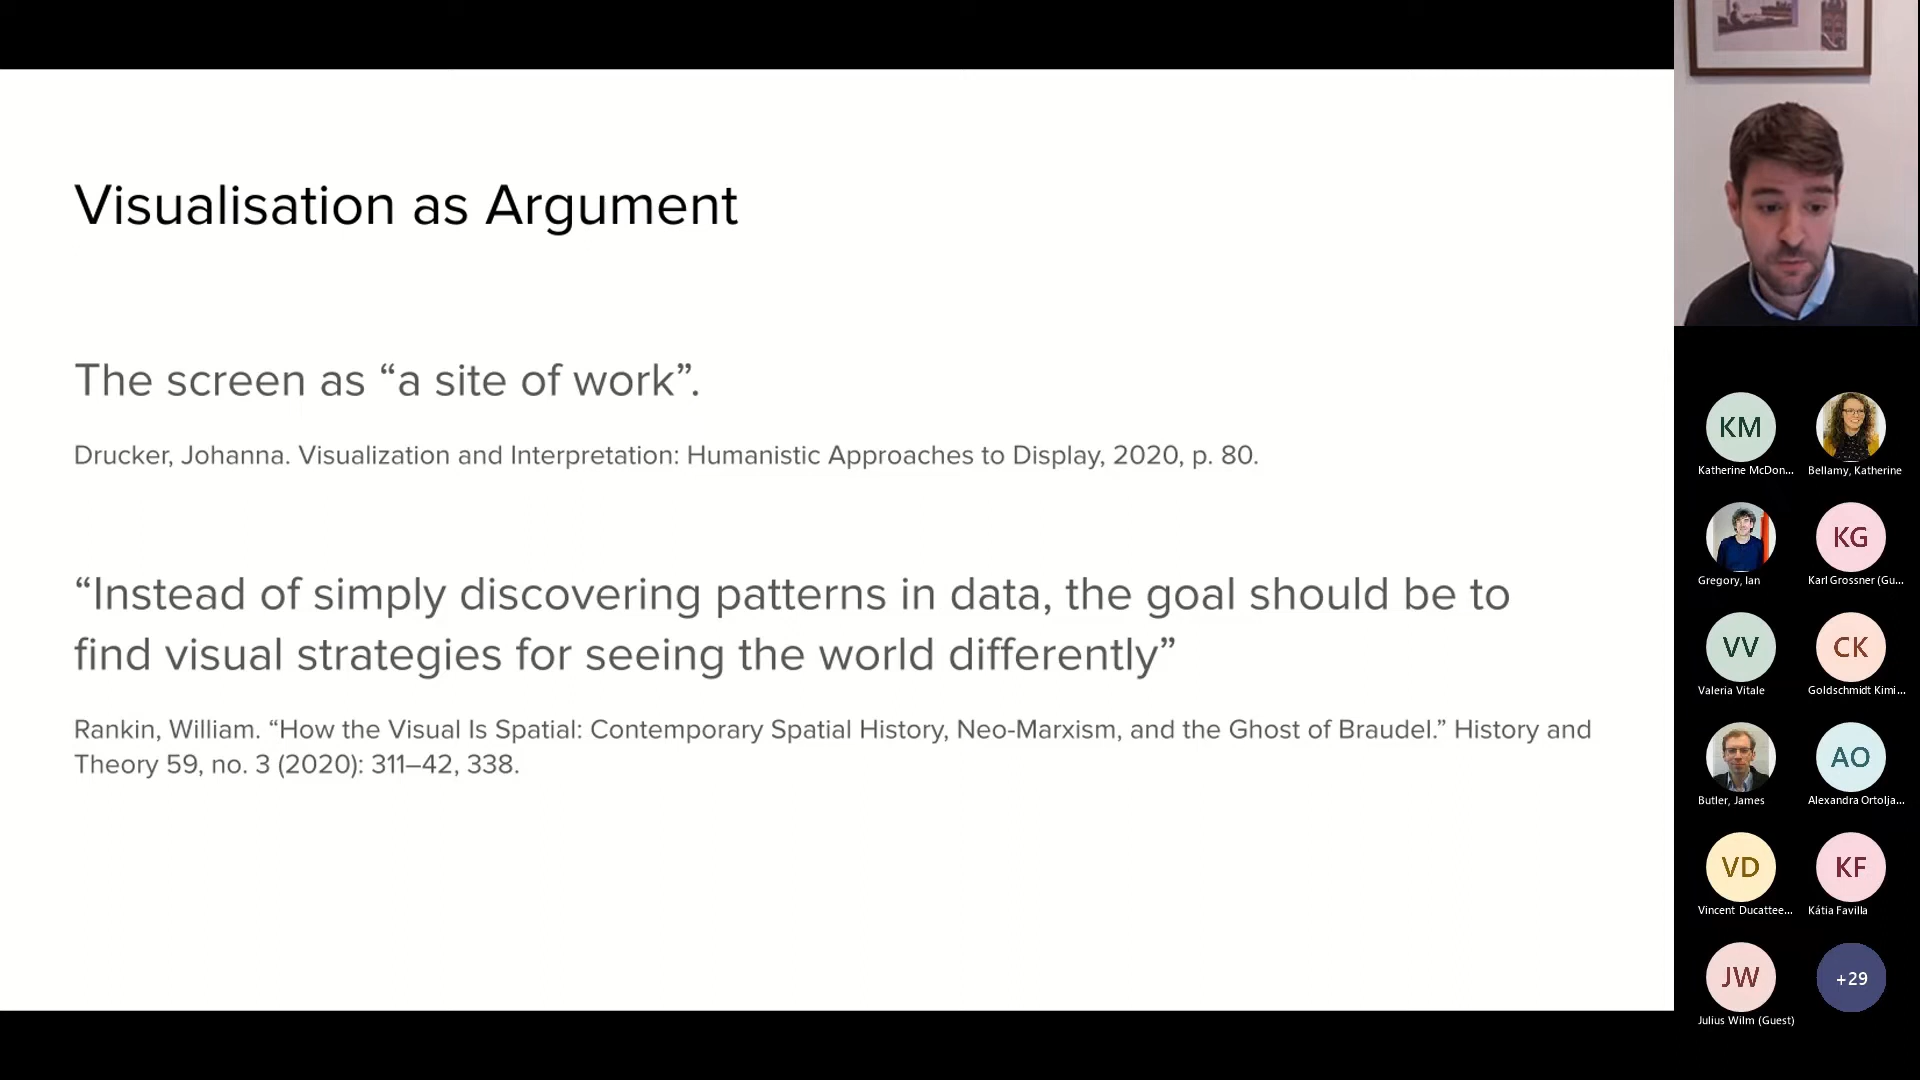 Visualisation as Argument
The screen as “a site of work”.
Drucker, Johanna. Visualization and Interpretation: Humanistic Approaches to Display, 2020, p. 80.
“Instead of simply discovering patterns in data, the goal should be to
find visual strategies for seeing the world differently”
Rankin, William. “How the Visual Is Spatial: Contemporary Spatial History, Neo-Marxism, and the Ghost of Braudel.” History and
Theory 59, no. 3 (2020): 311–42, 338.
KM
Katherine McDon...
Bellamy, Katherine
Gregory, Ian
KG
Karl Grossner (Gu...
VV
Valeria Vitale
CK
Goldschmidt Kimi...
Butler, James
AO
Alexandra Ortolja...
VD
Vincent Ducattee...
KF
Kátia Favilla
JW
Julius Wilm (Guest)
+29